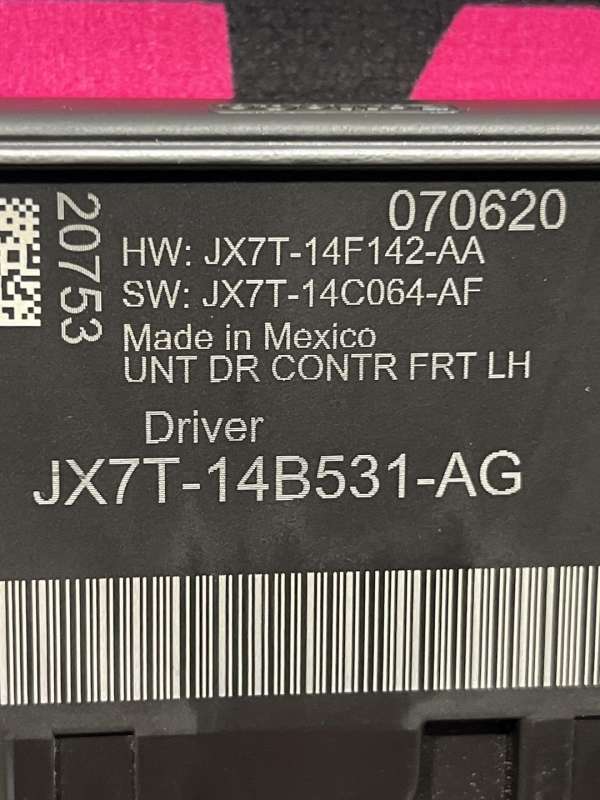 070620
20753
HW: JX7T-14F142-AA
SW: JX7T-14C064-AF
Made in Mexico
UNT DR CONTR FRT LH
Driver
JX7T-14B531-AG